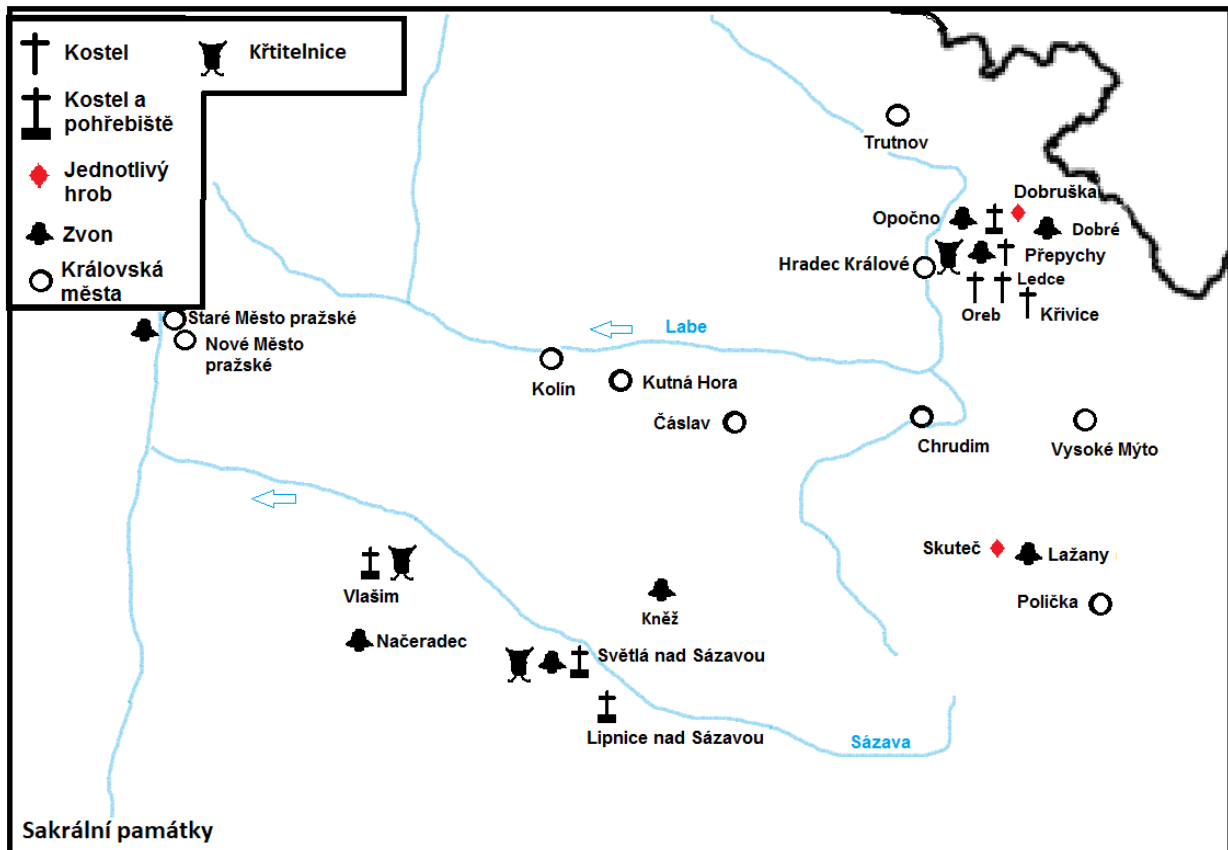 Kostel
Křtitelnice
Kostel a
pohřebiště
Jednotlivý
hrob
Zvon
Královská
města
Trutnov
Dobruška
Opočno
Dobré
Přepychy
Hradec Králové
Ledce
Oreb
Křivice
Staré Město pražské
Nové Město
pražské
Labe
Kolín
Kutná Hora
Čáslav
Chrudim
Vysoké Mýto
Skuteč
Lažany
Polička
Vlašim
Kněž
Načeradec
Světlá nad Sázavou
Lipnice nad Sázavou
Sázava
Sakrální památky